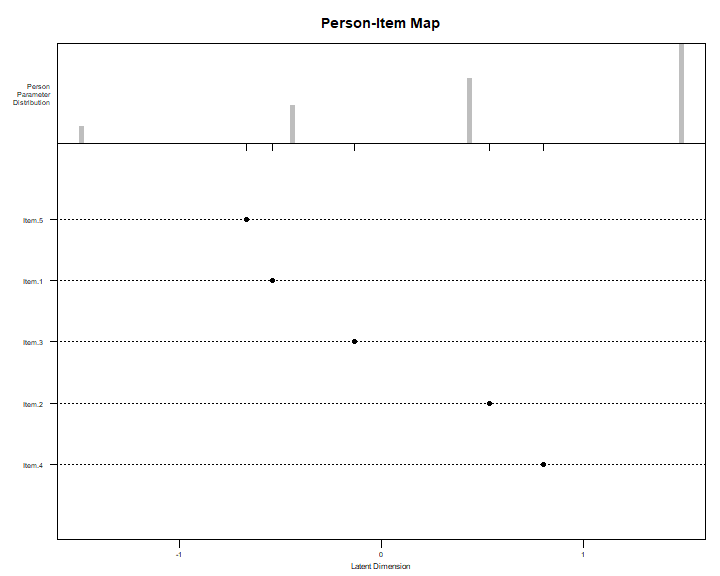 Person-Item Map
Person
Parameter
Distribution
Item.5
Item.1
Item.3
Item.2
Item.4
-1
0
1
Latent Dimension